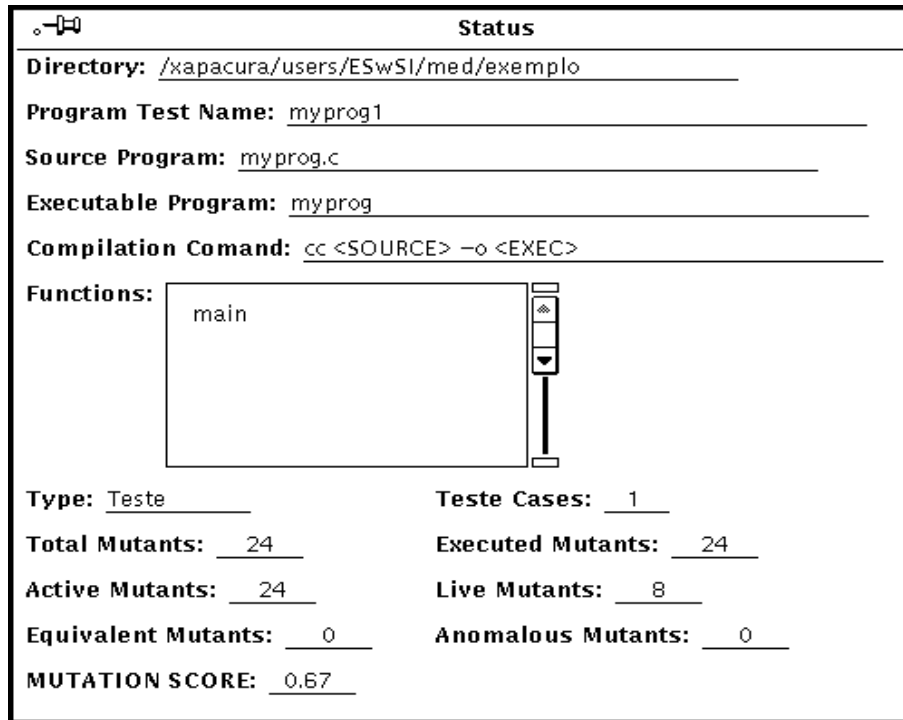 Status
Directory: /xapacura/users/ESwSI/med/exemplo
Program Test Name: myprog1
Source Program: myprog.c
Executable Program: myprog
Compilation Comand: cc <SOURCE> -o <EXEC>
Functions:
main
Type: Teste Teste Cases: 1
Total Mutants: 24 Executed Mutants: 24
Active Mutants: 24 Live Mutants: 8
Equivalent Mutants: 0 Anomalous Mutants: 0
MUTATION SCORE: 0.67